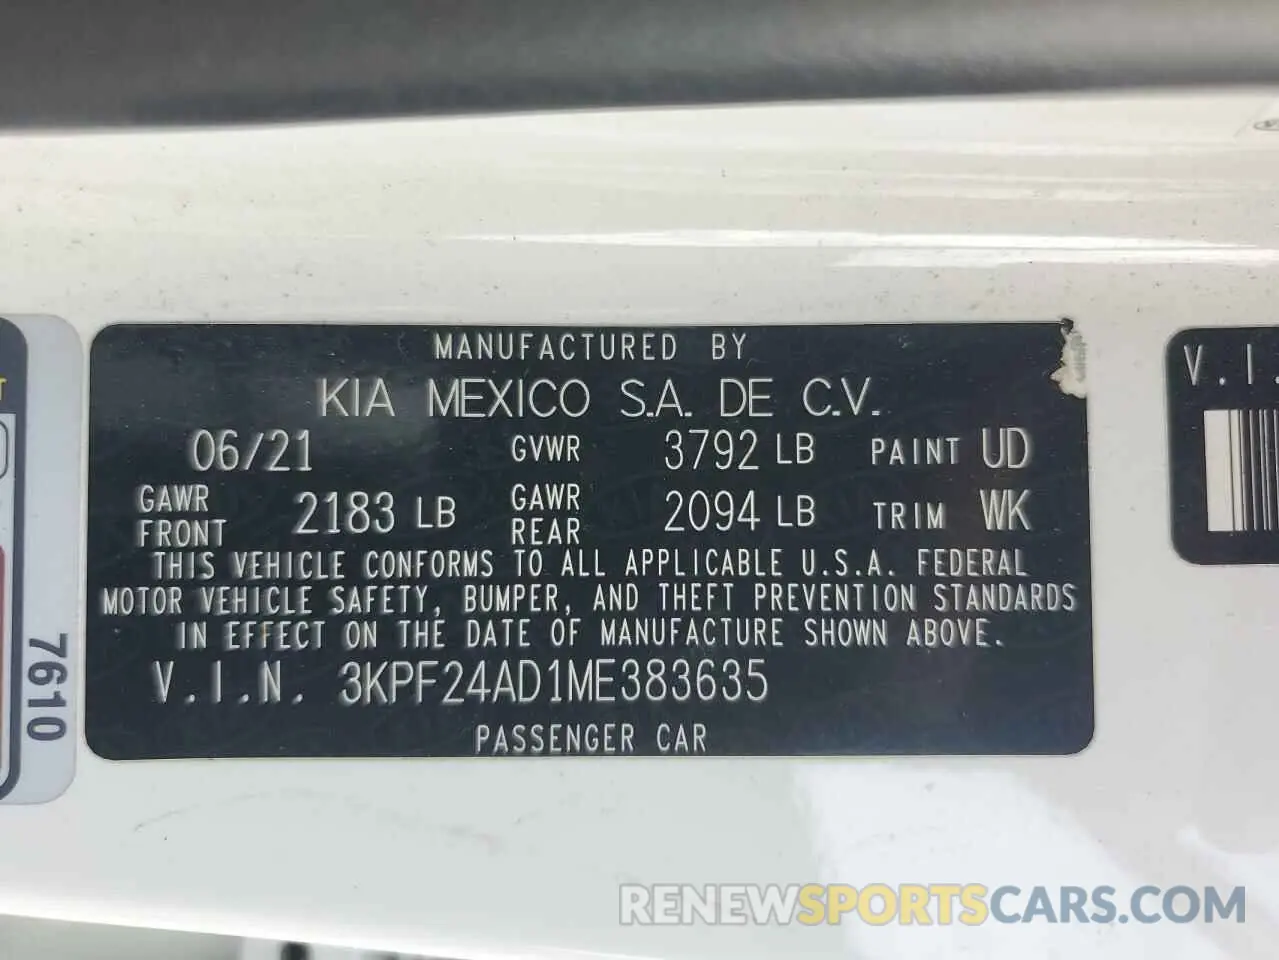 MANUFACTURED BY
KIA MEXICO S.A. DE C.V.
06/21 GVWR 3792 LB PAINT UD
GAWR FRONT 2183 LB GAWR REAR 2094 LB TRIM WK
THIS VEHICLE CONFORMS TO ALL APPLICABLE U.S.A. FEDERAL
MOTOR VEHICLE SAFETY, BUMPER, AND THEFT PREVENTION STANDARDS
IN EFFECT ON THE DATE OF MANUFACTURE SHOWN ABOVE.
V.I.N. 3KPF24AD1ME383635
PASSENGER CAR
7610
V.I.
RENEWSPORTSCARS.COM